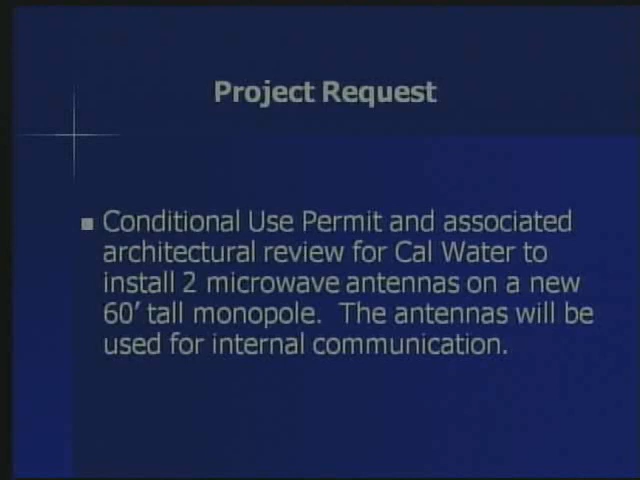 Project Request
Conditional Use Permit and associated
architectural review for Cal Water to
install 2 microwave antennas on a new
60’ tall monopole.  The antennas will be
used for internal communication.